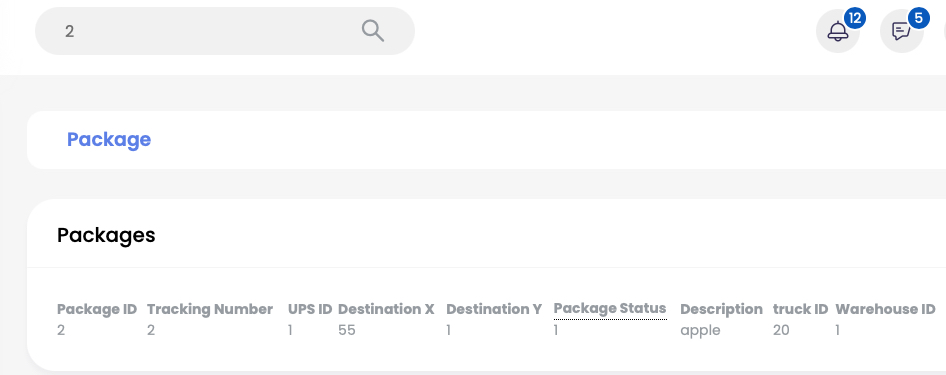 2
12
5
Package
Packages
Package ID Tracking Number UPS ID Destination X Destination Y Package Status Description truck ID Warehouse ID
2 2 1 55 1 1 apple 20 1